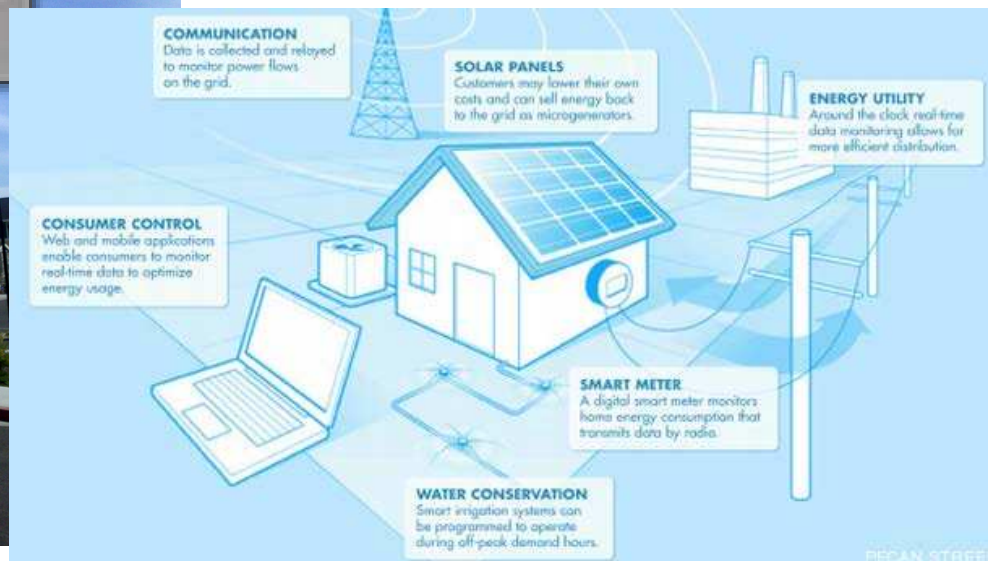 COMMUNICATION
Data is collected and relayed
to monitor power flows
on the grid.
SOLAR PANELS
Customers may lower their own
costs and can sell energy back
to the grid as microgenerators.
ENERGY UTILITY
Around the clock real-time
data monitoring allows for
more efficient distribution.
CONSUMER CONTROL
Web and mobile applications
enable consumers to monitor
real-time data to optimize
energy usage.
SMART METER
A digital smart meter monitors
home energy consumption that
transmits data by radio.
WATER CONSERVATION
Smart irrigation systems can
be programmed to operate
during off-peak demand hours.
PECAN STREE